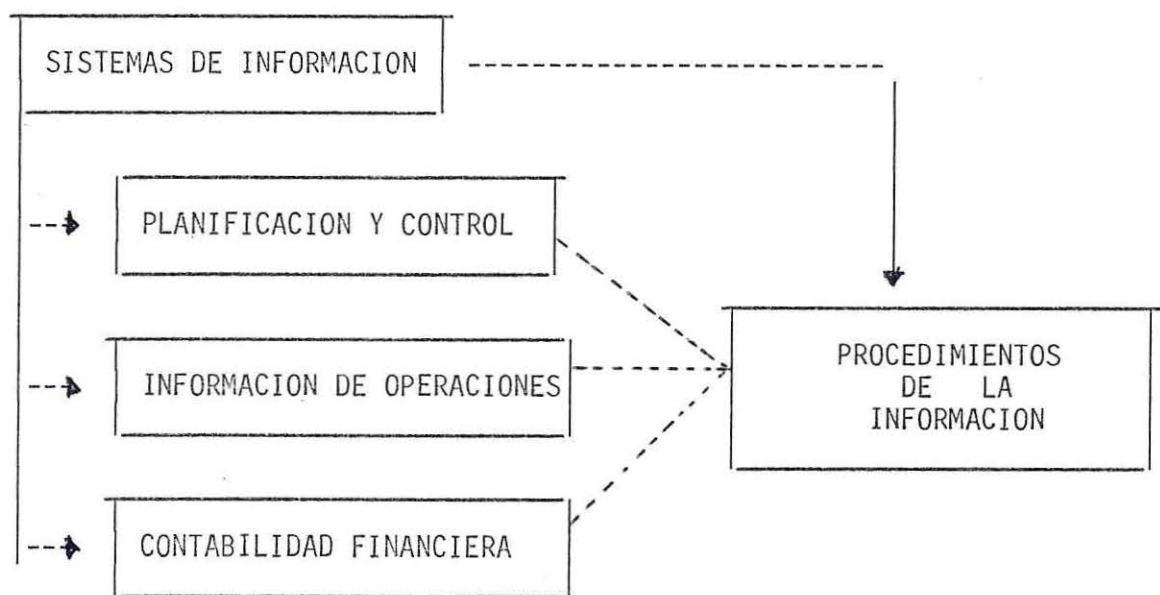 SISTEMAS DE INFORMACION
PLANIFICACION Y CONTROL
INFORMACION DE OPERACIONES
CONTABILIDAD FINANCIERA
PROCEDIMIENTOS
DE LA
INFORMACION